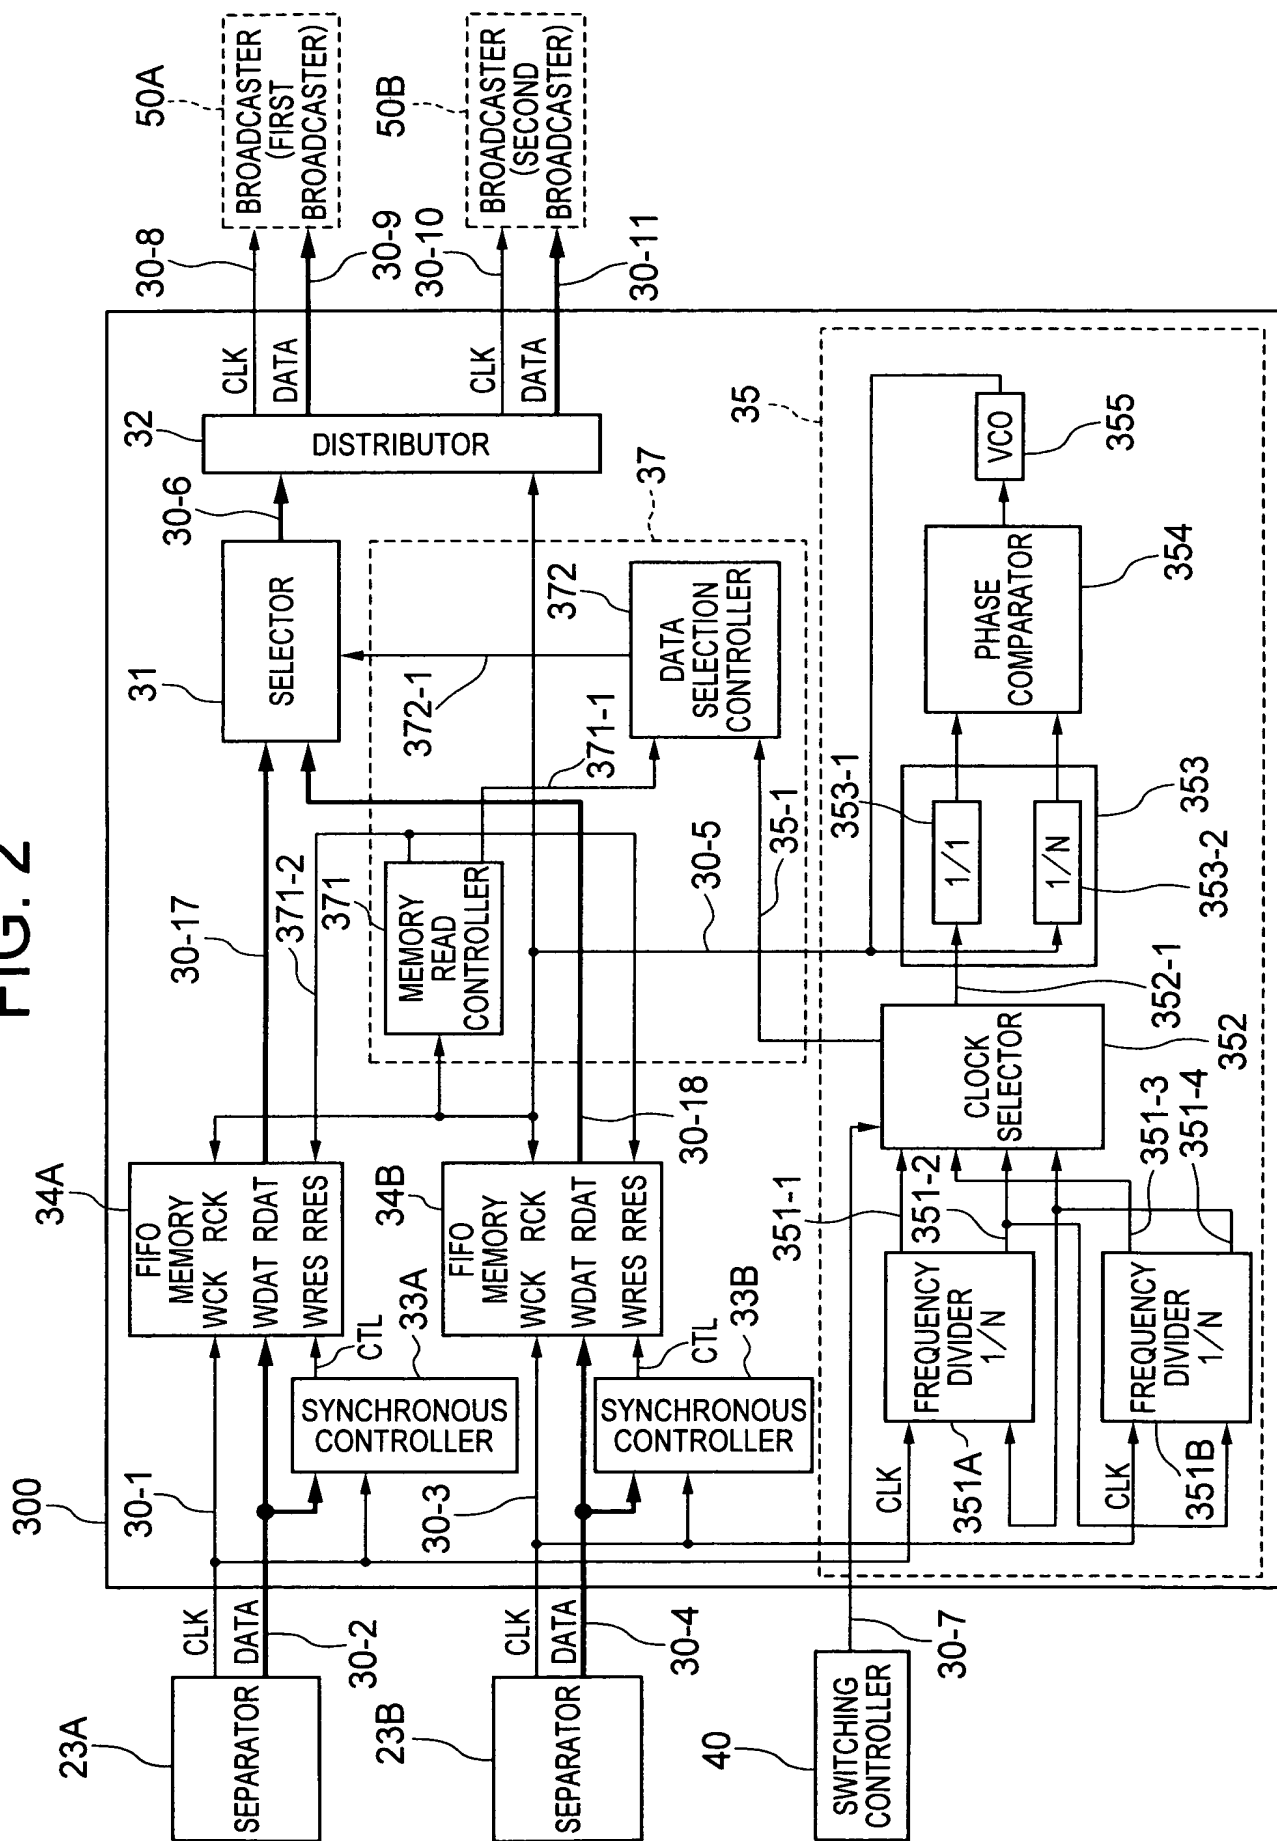 FIG. 2
300
23A
SEPARATOR
CLK
DATA
30-1
30-2
34A
FIFO
MEMORY
WCK RCK
WDAT RDAT
WRES RRES
CTL
33A
SYNCHRONOUS
CONTROLLER
30-17
371-2
31
SELECTOR
30-6
32
DISTRIBUTOR
CLK
DATA
30-8
30-9
50A
BROADCASTER
(FIRST
BROADCASTER)
CLK
DATA
30-10
30-11
50B
BROADCASTER
(SECOND
BROADCASTER)
23B
SEPARATOR
CLK
DATA
30-3
30-4
34B
FIFO
MEMORY
WCK RCK
WDAT RDAT
WRES RRES
CTL
33B
SYNCHRONOUS
CONTROLLER
30-18
371
MEMORY
READ
CONTROLLER
371-1
372-1
372
DATA
SELECTION
CONTROLLER
37
30-5
35-1
35
40
SWITCHING
CONTROLLER
30-7
CLK
351A
FREQUENCY
DIVIDER
1/N
351-1
351-2
CLK
351B
FREQUENCY
DIVIDER
1/N
351-3
351-4
CLOCK
SELECTOR
352
352-1
353-1
1/1
1/N
353-2
353
PHASE
COMPARATOR
354
VCO
355